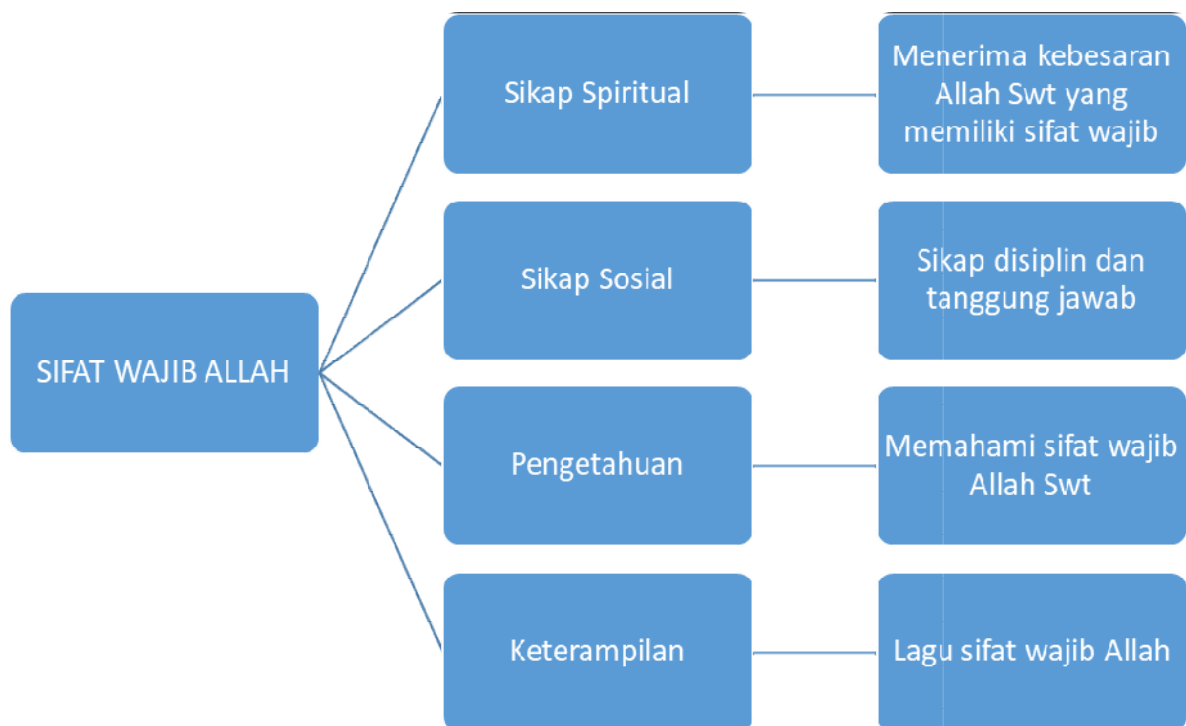 SIFAT WAJIB ALLAH
Sikap Spiritual
Menerima kebesaran
Allah Swt yang
memiliki sifat wajib
Sikap Sosial
Sikap disiplin dan
tanggung jawab
Pengetahuan
Memahami sifat wajib
Allah Swt
Keterampilan
Lagu sifat wajib Allah